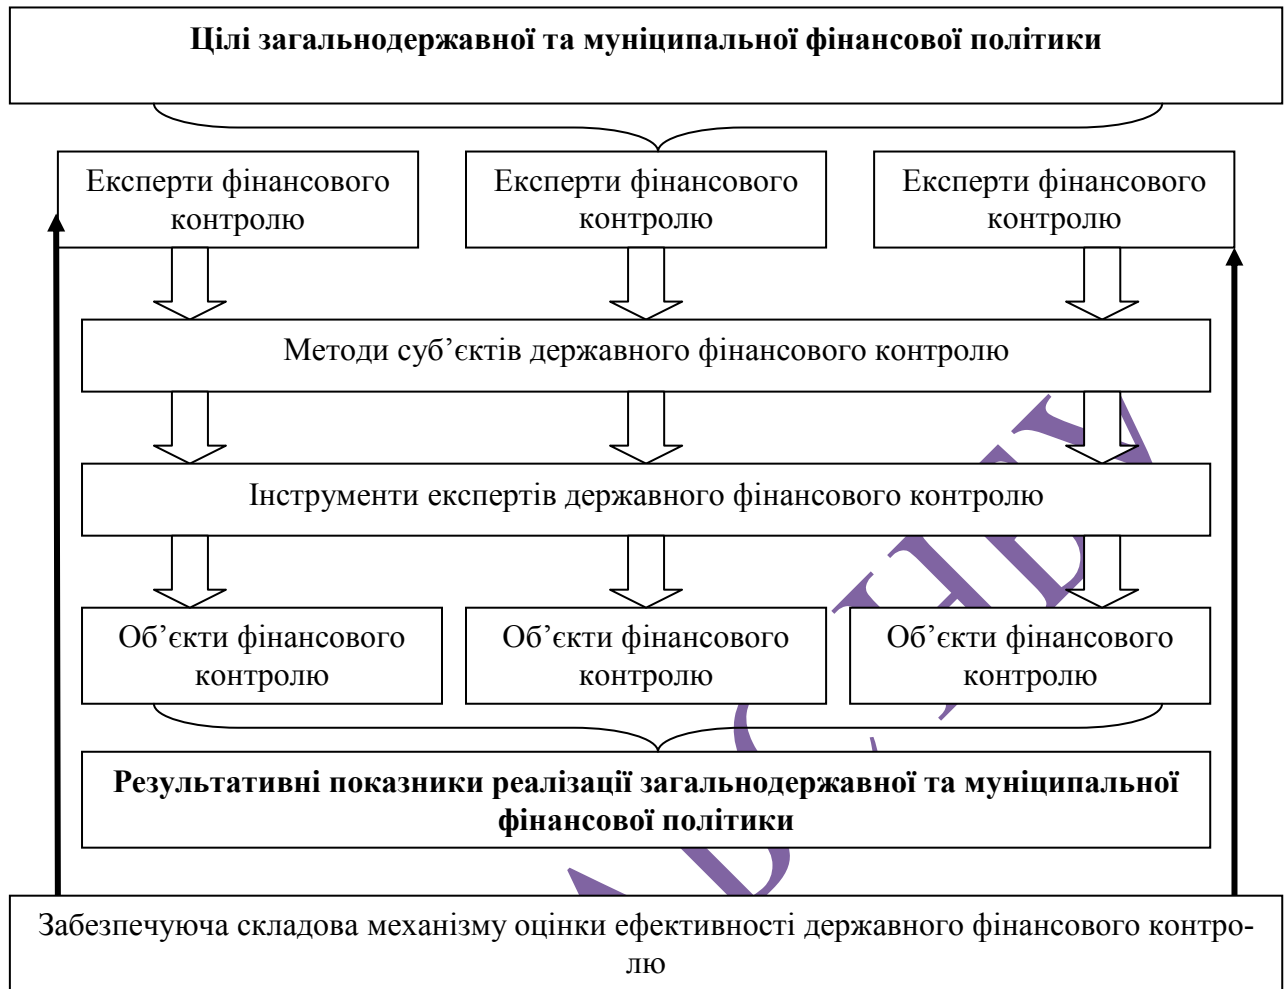 Цілі загальнодержавної та муніципальної фінансової політики
Експерти фінансового
контролю
Експерти фінансового
контролю
Експерти фінансового
контролю
Методи суб’єктів державного фінансового контролю
Інструменти експертів державного фінансового контролю
Об’єкти фінансового
контролю
Об’єкти фінансового
контролю
Об’єкти фінансового
контролю
Результативні показники реалізації загальнодержавної та муніципальної
фінансової політики
Забезпечуюча складова механізму оцінки ефективності державного фінансового контро-
лю